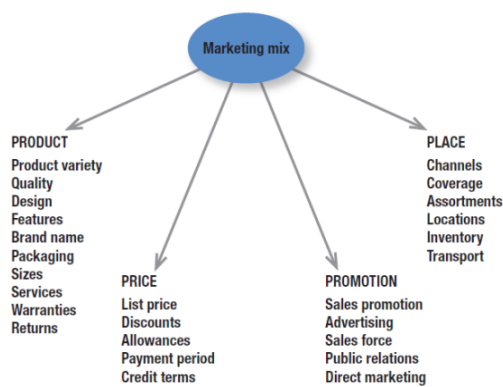 Marketing mix
PRODUCT
Product variety
Quality
Design
Features
Brand name
Packaging
Sizes
Services
Warranties
Returns
PRICE
List price
Discounts
Allowances
Payment period
Credit terms
PROMOTION
Sales promotion
Advertising
Sales force
Public relations
Direct marketing
PLACE
Channels
Coverage
Assortments
Locations
Inventory
Transport